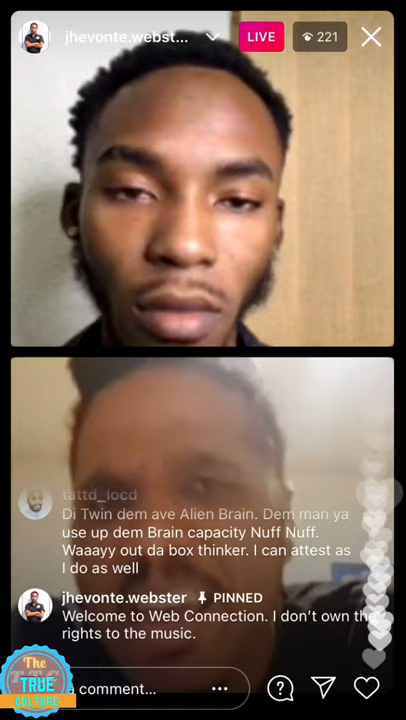 jhevonte.webst...
LIVE
221
tattd_locd
Di Twin dem ave Alien Brain. Dem man ya
use up dem Brain capacity Nuff Nuff.
Waaayy out da box thinker. I can attest as
I do as well
jhevonte.webster PINNED
Welcome to Web Connection. I don't own the
rights to the music.
a comment...
The
TRUE
CULTURE